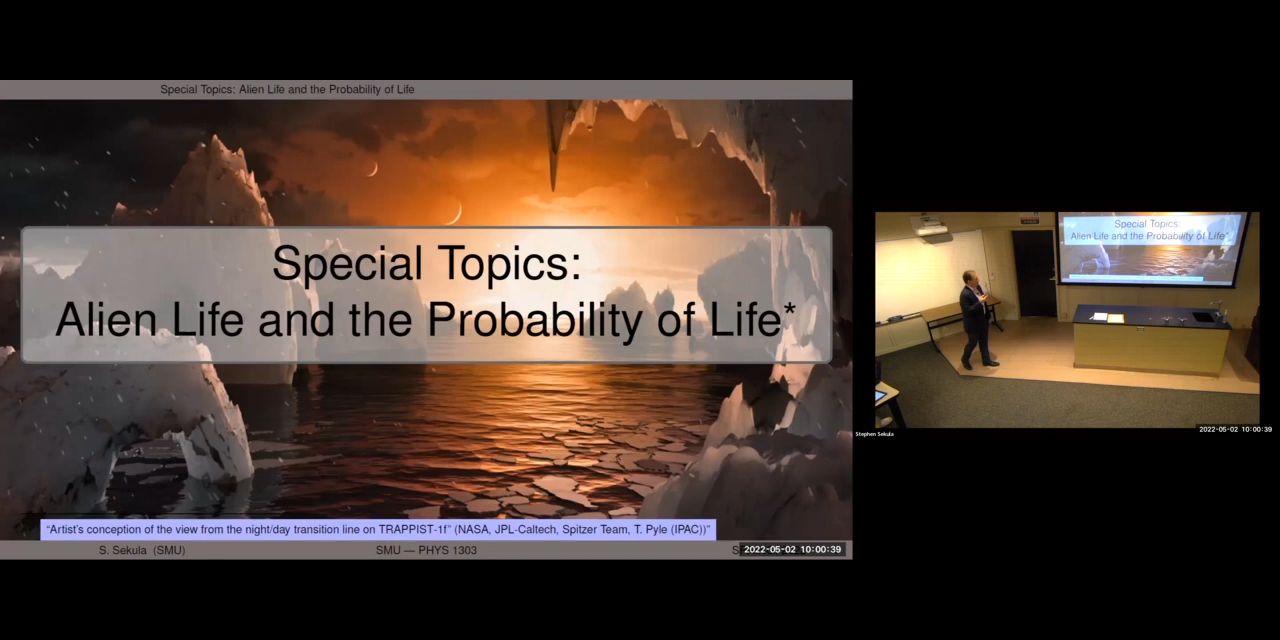 Special Topics: Alien Life and the Probability of Life
Special Topics:
Alien Life and the Probability of Life*
“Artist’s conception of the view from the night/day transition line on TRAPPIST-1f” (NASA, JPL-Caltech, Spitzer Team, T. Pyle (IPAC))”
S. Sekula (SMU)
SMU — PHYS 1303
2022-05-02 10:00:39
Special Topics:
Alien Life and the Probability of Life*
Stephen Sekula
2022-05-02 10:00:39